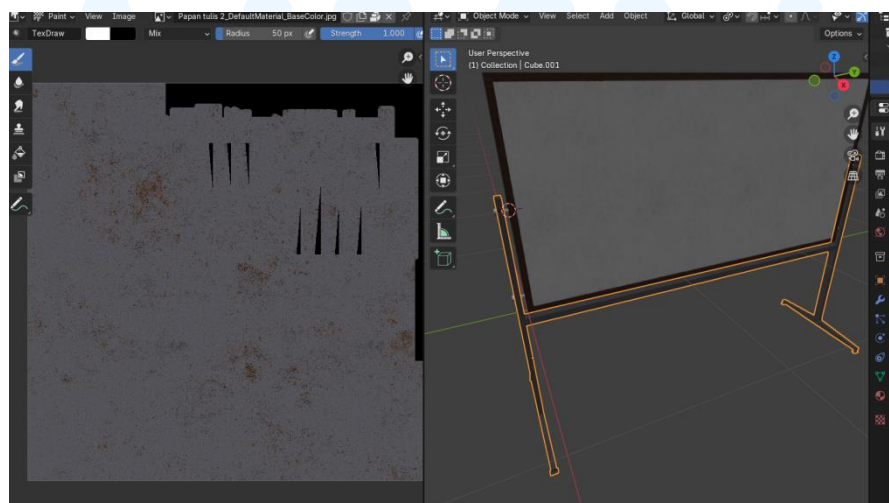 Paint View Image Papan tulis 2_DefaultMaterial_BaseColor.jpg
TexDraw Mix Radius 50 px Strength 1.000
Object Mode View Select Add Object Global
Options
User Perspective
(1) Collection | Cube.001
Z
Y
X